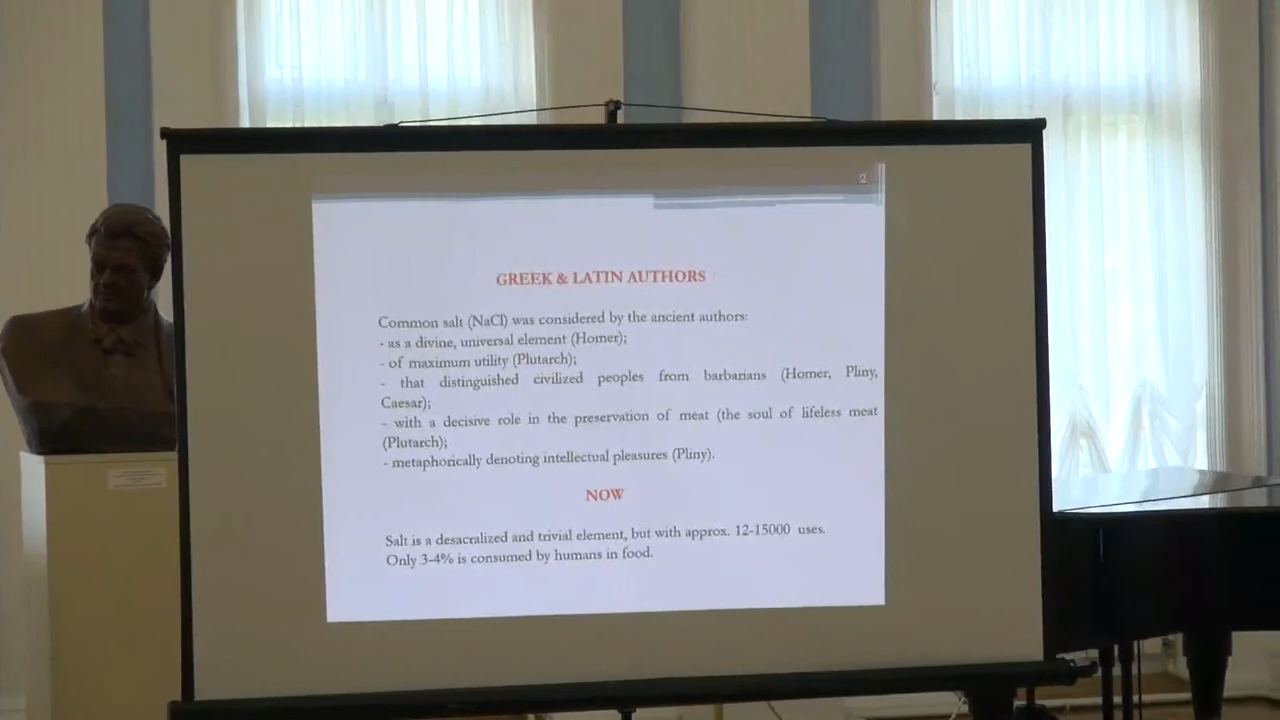 2
GREEK & LATIN AUTHORS
Common salt (NaCl) was considered by the ancient authors:
- as a divine, universal element (Homer);
- of maximum utility (Plutarch);
- that distinguished civilized peoples from barbarians (Homer, Pliny,
Caesar);
- with a decisive role in the preservation of meat (the soul of lifeless meat
(Plutarch);
- metaphorically denoting intellectual pleasures (Pliny).
NOW
Salt is a desacralized and trivial element, but with approx. 12-15000 uses.
Only 3-4% is consumed by humans in food.